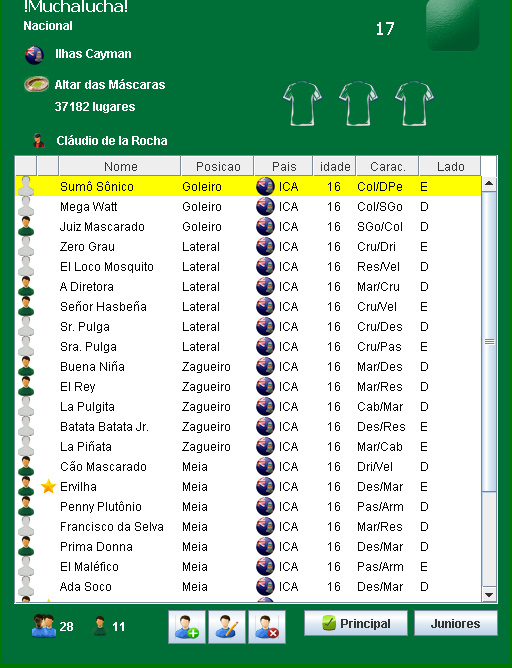 !Muchalucha!
Nacional
17
Ilhas Cayman
Altar das Máscaras
37182 lugares
Cláudio de la Rocha
Nome Posicao Pais idade Carac. Lado
Sumô Sônico Goleiro ICA 16 Col/DPe E
Mega Watt Goleiro ICA 16 Col/SGo D
Juiz Mascarado Goleiro ICA 16 SGo/Col D
Zero Grau Lateral ICA 16 Cru/Dri E
El Loco Mosquito Lateral ICA 16 Res/Vel D
A Diretora Lateral ICA 16 Mar/Cru D
Señor Hasbeña Lateral ICA 16 Cru/Vel E
Sr. Pulga Lateral ICA 16 Cru/Des D
Sra. Pulga Lateral ICA 16 Cru/Pas E
Buena Niña Zagueiro ICA 16 Mar/Des D
El Rey Zagueiro ICA 16 Mar/Res D
La Pulgita Zagueiro ICA 16 Cab/Mar D
Batata Batata Jr. Zagueiro ICA 16 Des/Res E
La Piñata Zagueiro ICA 16 Mar/Cab E
Cão Mascarado Meia ICA 16 Dri/Vel D
Ervilha Meia ICA 16 Des/Mar E
Penny Plutônio Meia ICA 16 Pas/Arm D
Francisco da Selva Meia ICA 16 Mar/Res D
Prima Donna Meia ICA 16 Des/Mar D
El Maléfico Meia ICA 16 Pas/Arm E
Ada Soco Meia ICA 16 Des/Mar D
28 11 Principal Juniores